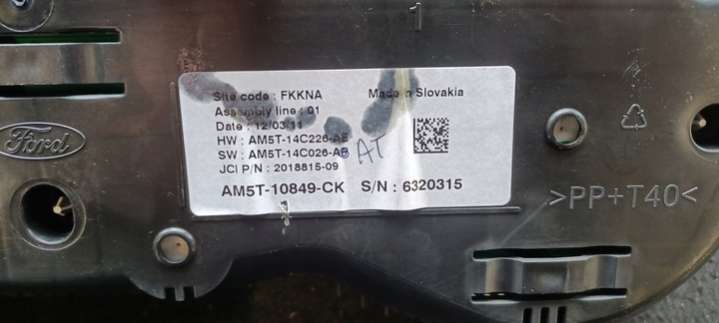 1
Site code : FKKNA Made in Slovakia
Assembly line : 01
Date : 12/03/11
HW : AM5T-14C226-AE
SW : AM5T-14C026-AB AT
JCI P/N : 2018815-09
AM5T-10849-CK S/N : 6320315
Ford
>PP+T40<